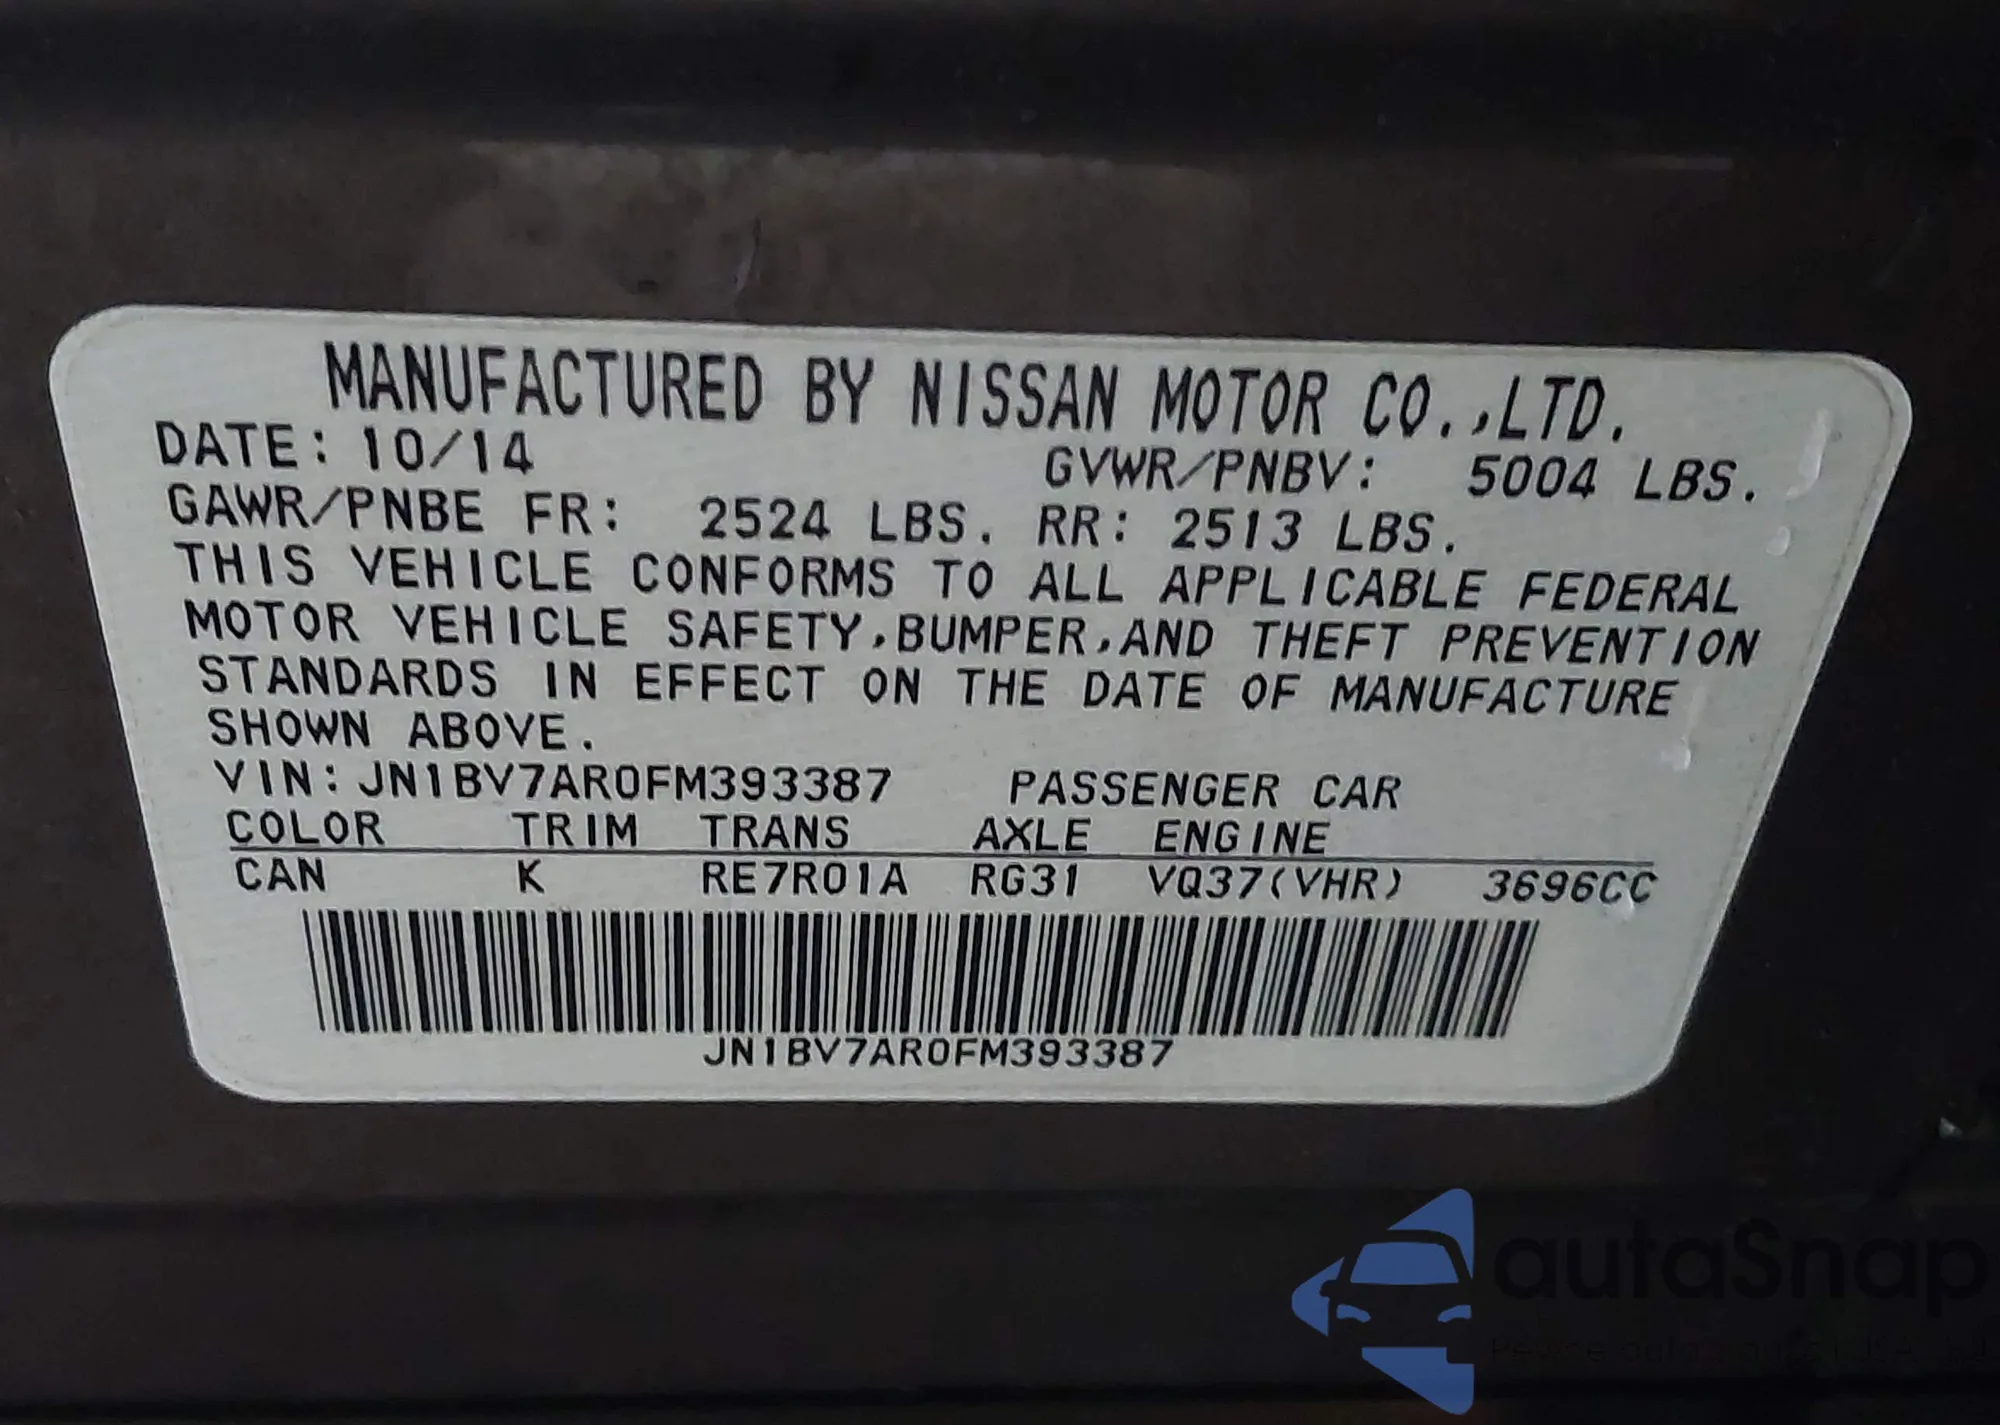 MANUFACTURED BY NISSAN MOTOR CO.,LTD.
DATE: 10/14 GVWR/PNBV: 5004 LBS.
GAWR/PNBE FR: 2524 LBS. RR: 2513 LBS.
THIS VEHICLE CONFORMS TO ALL APPLICABLE FEDERAL
MOTOR VEHICLE SAFETY,BUMPER,AND THEFT PREVENTION
STANDARDS IN EFFECT ON THE DATE OF MANUFACTURE
SHOWN ABOVE.
VIN:JN1BV7AR0FM393387 PASSENGER CAR
COLOR TRIM TRANS AXLE ENGINE
CAN K RE7R01A RG31 VQ37(VHR) 3696CC
JN1BV7AR0FM393387
autaSnap